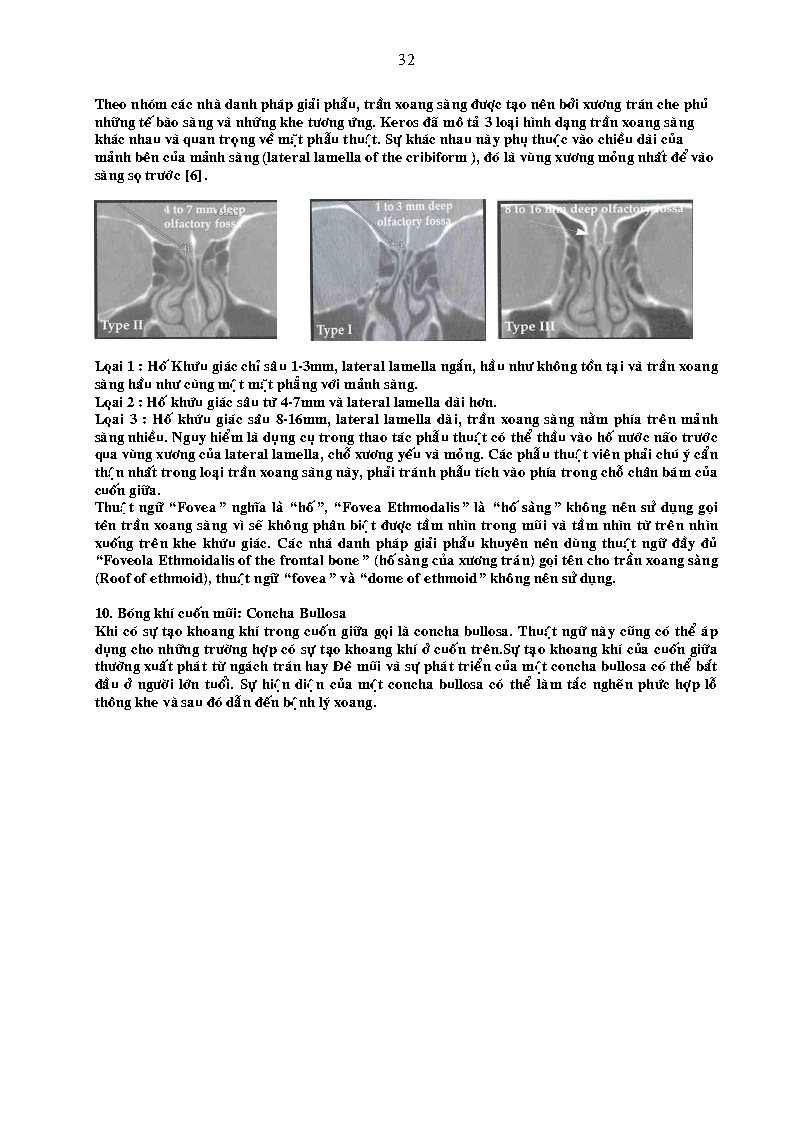 32
Theo nhóm các nhà danh pháp giải phẫu, trần xoang sàng được tạo nên bởi xương trán che phủ
những tế bào sàng và những khe tương ứng. Keros đã mô tả 3 loại hình dạng trần xoang sàng
khác nhau và quan trọng về mặt phẫu thuật. Sự khác nhau này phụ thuộc vào chiều dài của
mảnh bên của mảnh sàng (lateral lamella of the cribiform ), đó là vùng xương mỏng nhất để vào
sàng sọ trước [6].
4 to 7 mm deep
olfactory fossa
Type II
1 to 3 mm deep
olfactory fossa
Type I
8 to 16 mm deep olfactory fossa
Type III
Lọai 1 : Hố Khứu giác chỉ sâu 1-3mm, lateral lamella ngắn, hầu như không tồn tại và trần xoang
sàng hầu như cùng một mặt phẳng với mảnh sàng.
Lọai 2 : Hố khứu giác sâu từ 4-7mm và lateral lamella dài hơn.
Lọai 3 : Hố khứu giác sâu 8-16mm, lateral lamella dài, trần xoang sàng nằm phía trên mảnh
sàng nhiều. Nguy hiểm là dụng cụ trong thao tác phẫu thuật có thể thấu vào hố nước não trước
qua vùng xương của lateral lamella, chỗ xương yếu và mỏng. Các phẫu thuật viên phải chú ý cẩn
thận nhất trong loại trần xoang sàng này, phải tránh phẫu tích vào phía trong chỗ chân bám của
cuốn giữa.
Thuật ngữ “Fovea” nghĩa là “hố”, “Fovea Ethmodalis” là “hố sàng” không nên sử dụng gọi
tên trần xoang sàng vì sẽ không phân biệt được tầm nhìn trong mũi và tầm nhìn từ trên nhìn
xuống trên khe khứu giác. Các nhá danh pháp giải phẫu khuyên nên dùng thuật ngữ đầy đủ
“Foveola Ethmoidalis of the frontal bone” (hố sàng của xương trán) gọi tên cho trần xoang sàng
(Roof of ethmoid), thuật ngữ “fovea” và “dome of ethmoid” không nên sử dụng.
10. Bóng khí cuốn mũi: Concha Bullosa
Khi có sự tạo khoang khí trong cuốn giữa gọi là concha bullosa. Thuật ngữ này cũng có thể áp
dụng cho những trường hợp có sự tạo khoang khí ở cuốn trên.Sự tạo khoang khí của cuốn giữa
thường xuất phát từ ngách trán hay Đê mũi và sự phát triển của một concha bullosa có thể bắt
đầu ở người lớn tuổi. Sự hiện diện của một concha bullosa có thể làm tắc nghẽn phức hợp lỗ
thông khe và sau đó dẫn đến bệnh lý xoang.